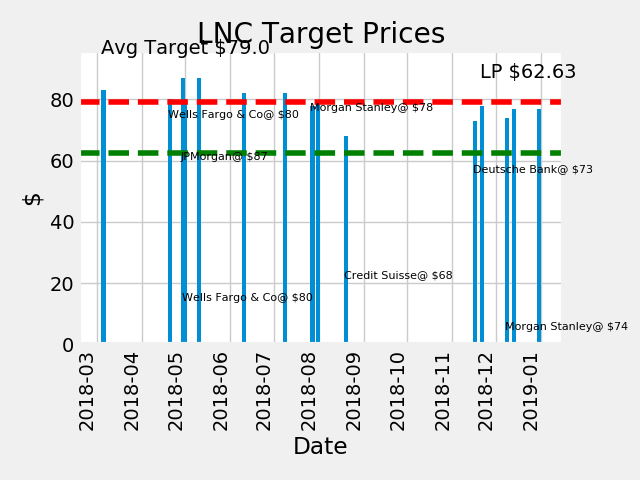 LNC Target Prices
Avg Target $79.0
LP $62.63
Morgan Stanley@ $78
Wells Fargo & Co@ $80
JPMorgan@ $87
Deutsche Bank@ $73
Credit Suisse@ $68
Wells Fargo & Co@ $80
Morgan Stanley@ $74
$
80
60
40
20
0
2018-03
2018-04
2018-05
2018-06
2018-07
2018-08
2018-09
2018-10
2018-11
2018-12
2019-01
Date